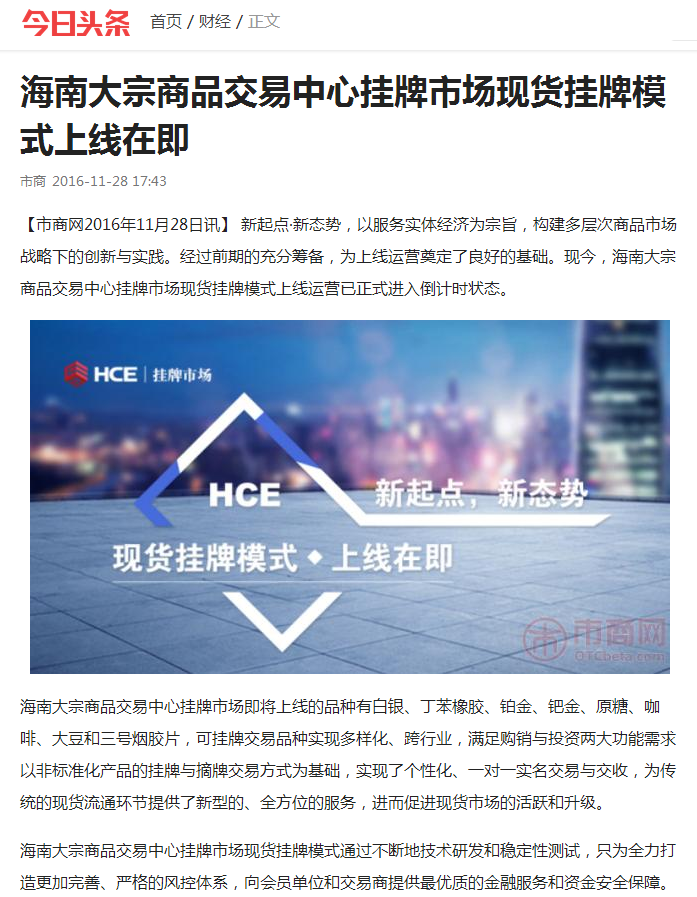 今日头条 首页 / 财经 / 正文
海南大宗商品交易中心挂牌市场现货挂牌模
式上线在即
市商 2016-11-28 17:43
【市商网2016年11月28日讯】 新起点·新态势，以服务实体经济为宗旨，构建多层次商品市场
战略下的创新与实践。经过前期的充分筹备，为上线运营奠定了良好的基础。现今，海南大宗
商品交易中心挂牌市场现货挂牌模式上线运营已正式进入倒计时状态。
HCE | 挂牌市场
HCE
新起点，新态势
现货挂牌模式◆上线在即
市商网
OTCbeta.com
海南大宗商品交易中心挂牌市场即将上线的品种有白银、丁苯橡胶、铂金、钯金、原糖、咖
啡、大豆和三号烟胶片，可挂牌交易品种实现多样化、跨行业，满足购销与投资两大功能需求
以非标准化产品的挂牌与摘牌交易方式为基础，实现了个性化、一对一实名交易与交收，为传
统的现货流通环节提供了新型的、全方位的服务，进而促进现货市场的活跃和升级。
海南大宗商品交易中心挂牌市场现货挂牌模式通过不断地技术研发和稳定性测试，只为全力打
造更加完善、严格的风控体系，向会员单位和交易商提供最优质的金融服务和资金安全保障。